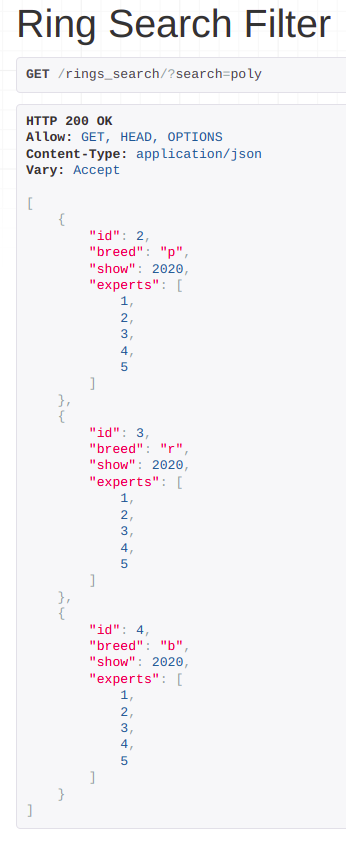 Ring Search Filter
GET /rings_search/?search=poly
HTTP 200 OK
Allow: GET, HEAD, OPTIONS
Content-Type: application/json
Vary: Accept
[
    {
        "id": 2,
        "breed": "p",
        "show": 2020,
        "experts": [
            1,
            2,
            3,
            4,
            5
        ]
    },
    {
        "id": 3,
        "breed": "r",
        "show": 2020,
        "experts": [
            1,
            2,
            3,
            4,
            5
        ]
    },
    {
        "id": 4,
        "breed": "b",
        "show": 2020,
        "experts": [
            1,
            2,
            3,
            4,
            5
        ]
    }
]